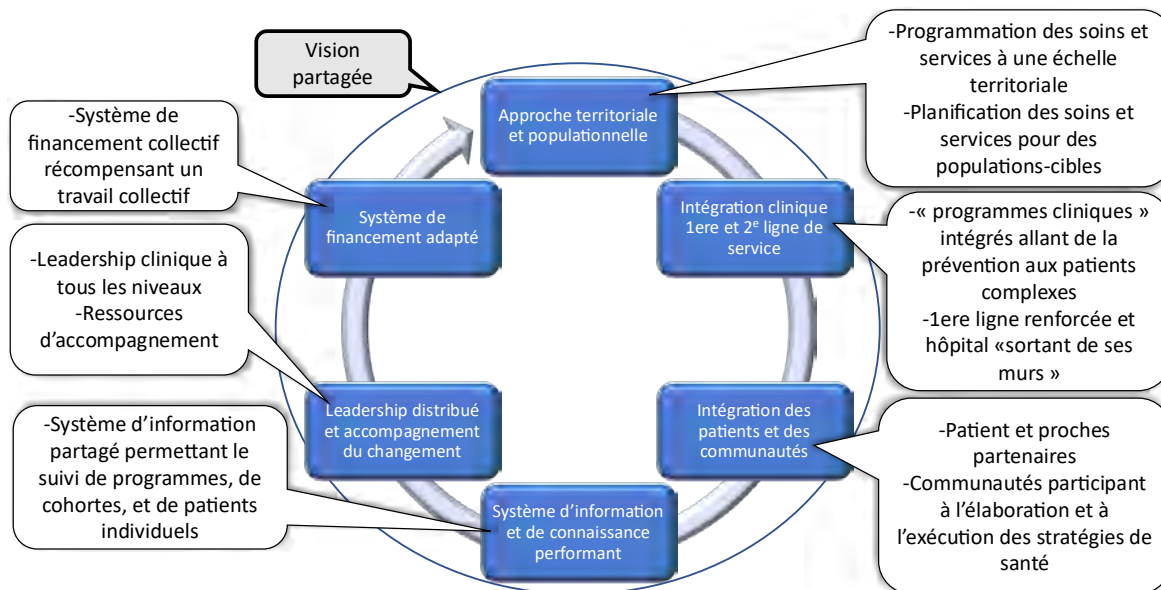 Vision
partagée
Approche territoriale
et populationnelle
-Programmation des soins et
services à une échelle
territoriale
-Planification des soins et
services pour des
populations-cibles
Intégration clinique
1ere et 2e ligne de
service
-« programmes cliniques »
intégrés allant de la
prévention aux patients
complexes
-1ere ligne renforcée et
hôpital «sortant de ses
murs »
Intégration des
patients et des
communautés
-Patient et proches
partenaires
-Communautés participant
à l’élaboration et à
l’exécution des stratégies de
santé
Système d’information
et de connaissance
performant
-Système d’information
partagé permettant le
suivi de programmes, de
cohortes, et de patients
individuels
Leadership distribué
et accompagnement
du changement
-Leadership clinique à
tous les niveaux
-Ressources
d’accompagnement
Système de
financement adapté
-Système de
financement collectif
récompensant un
travail collectif